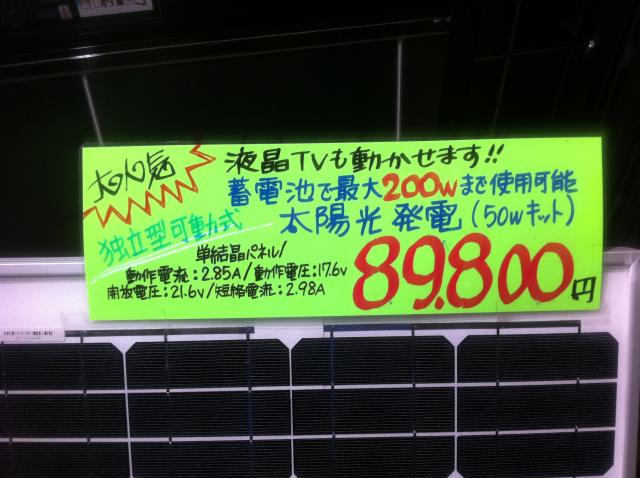 大人気
液晶TVも動かせます!!
蓄電池で最大200wまで使用可能
独立型可動式
太陽光発電(50wキット)
単結晶パネル/
動作電流:2.85A/動作電圧:17.6v
開放電圧:21.6v/短絡電流:2.98A
89.800円